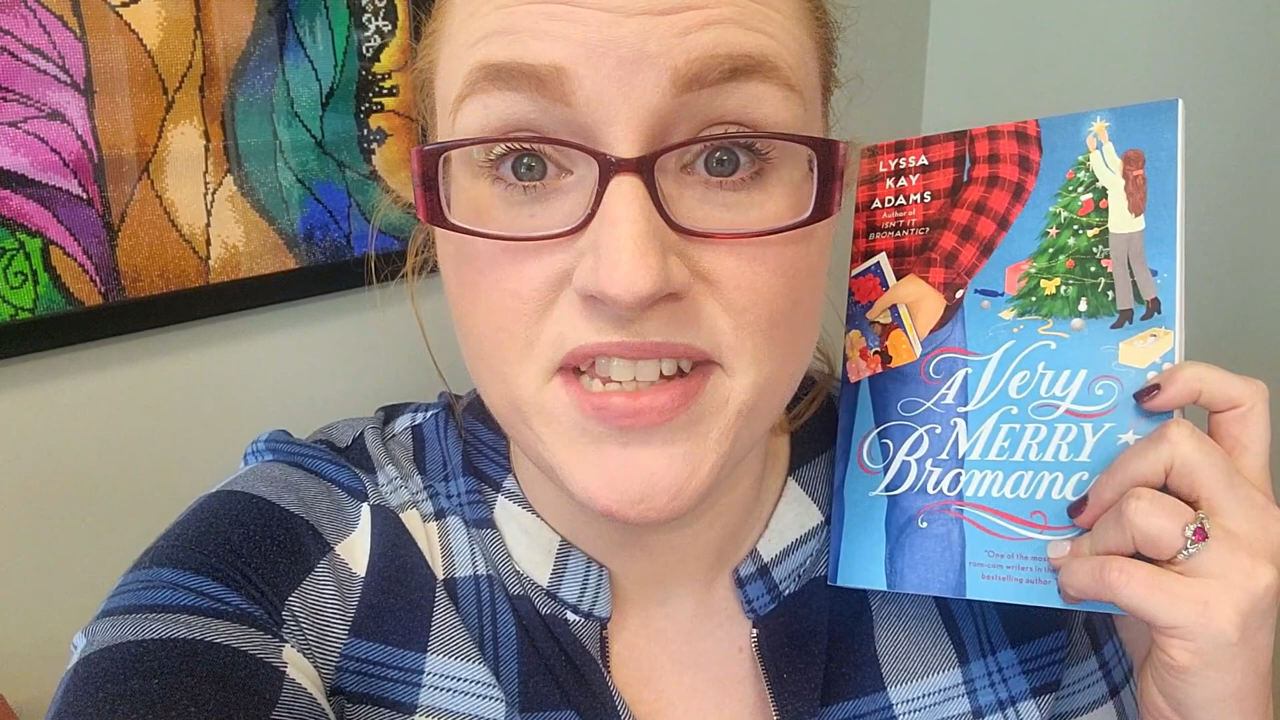 LYSSA
KAY
ADAMS
Author of
ISN'T IT
BROMANTIC?
A Very
MERRY
Bromanc
"One of the most
rom-com writers in th
bestselling author